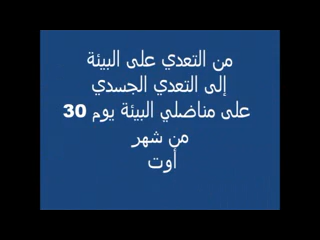 من التعدي على البيئة
إلى التعدي الجسدي
على مناضلي البيئة يوم 30
من شهر
أوت